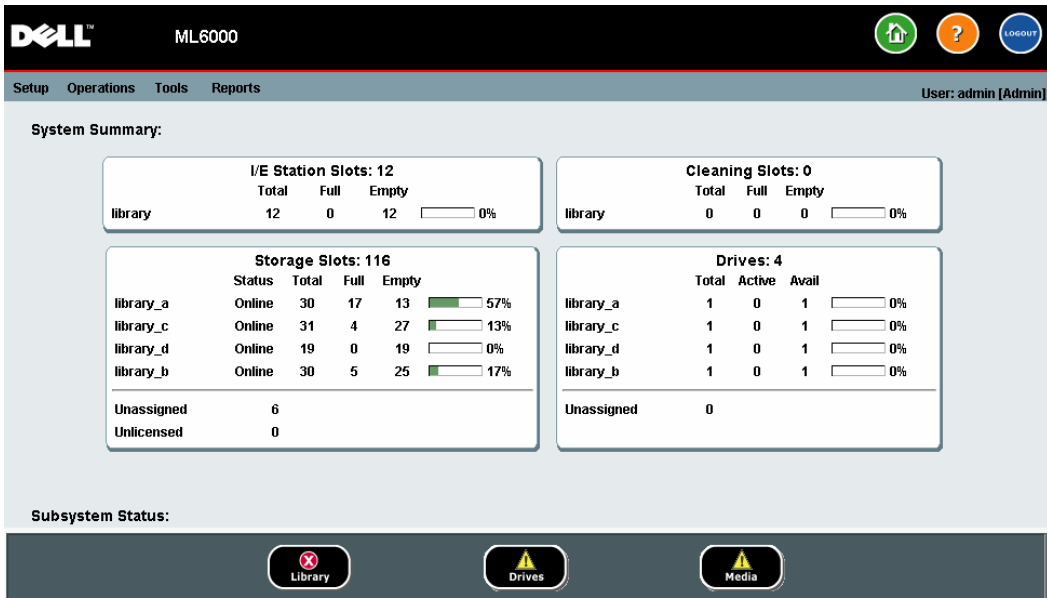 DELL™ ML6000 LOGOUT
Setup Operations Tools Reports User: admin [Admin]
System Summary:
I/E Station Slots: 12
Total Full Empty
library 12 0 12 0%
Cleaning Slots: 0
Total Full Empty
library 0 0 0 0%
Storage Slots: 116
Status Total Full Empty
library_a Online 30 17 13 57%
library_c Online 31 4 27 13%
library_d Online 19 0 19 0%
library_b Online 30 5 25 17%
Unassigned 6
Unlicensed 0
Drives: 4
Total Active Avail
library_a 1 0 1 0%
library_c 1 0 1 0%
library_d 1 0 1 0%
library_b 1 0 1 0%
Unassigned 0
Subsystem Status:
Library Drives Media